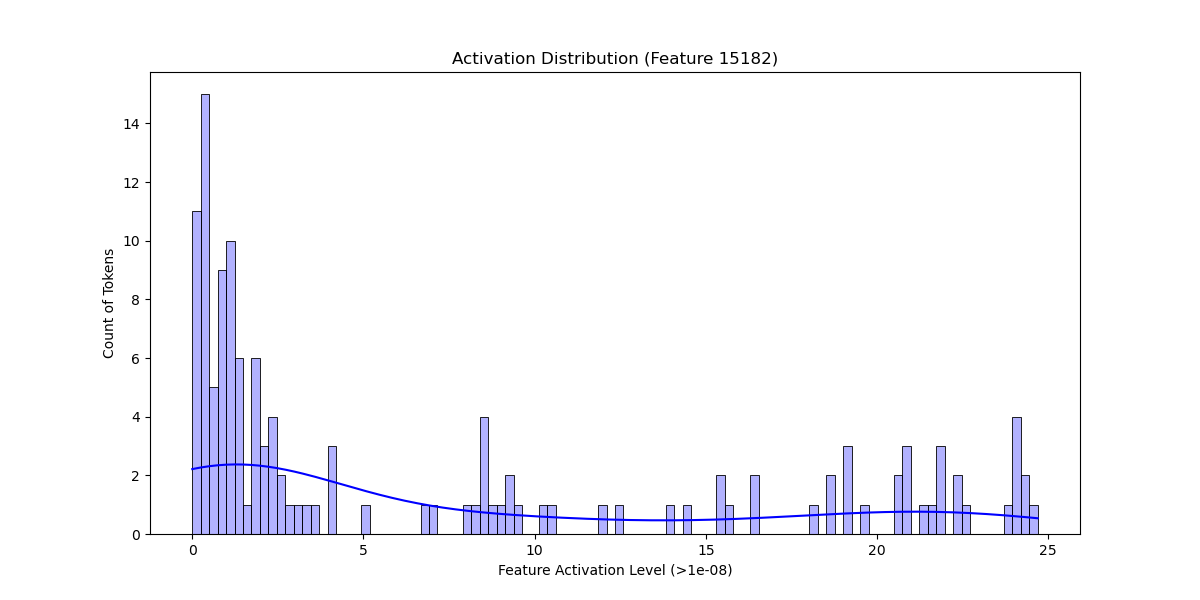 Activation Distribution (Feature 15182)
14
12
10
8
6
4
2
0
Count of Tokens
0 5 10 15 20 25
Feature Activation Level (>1e-08)